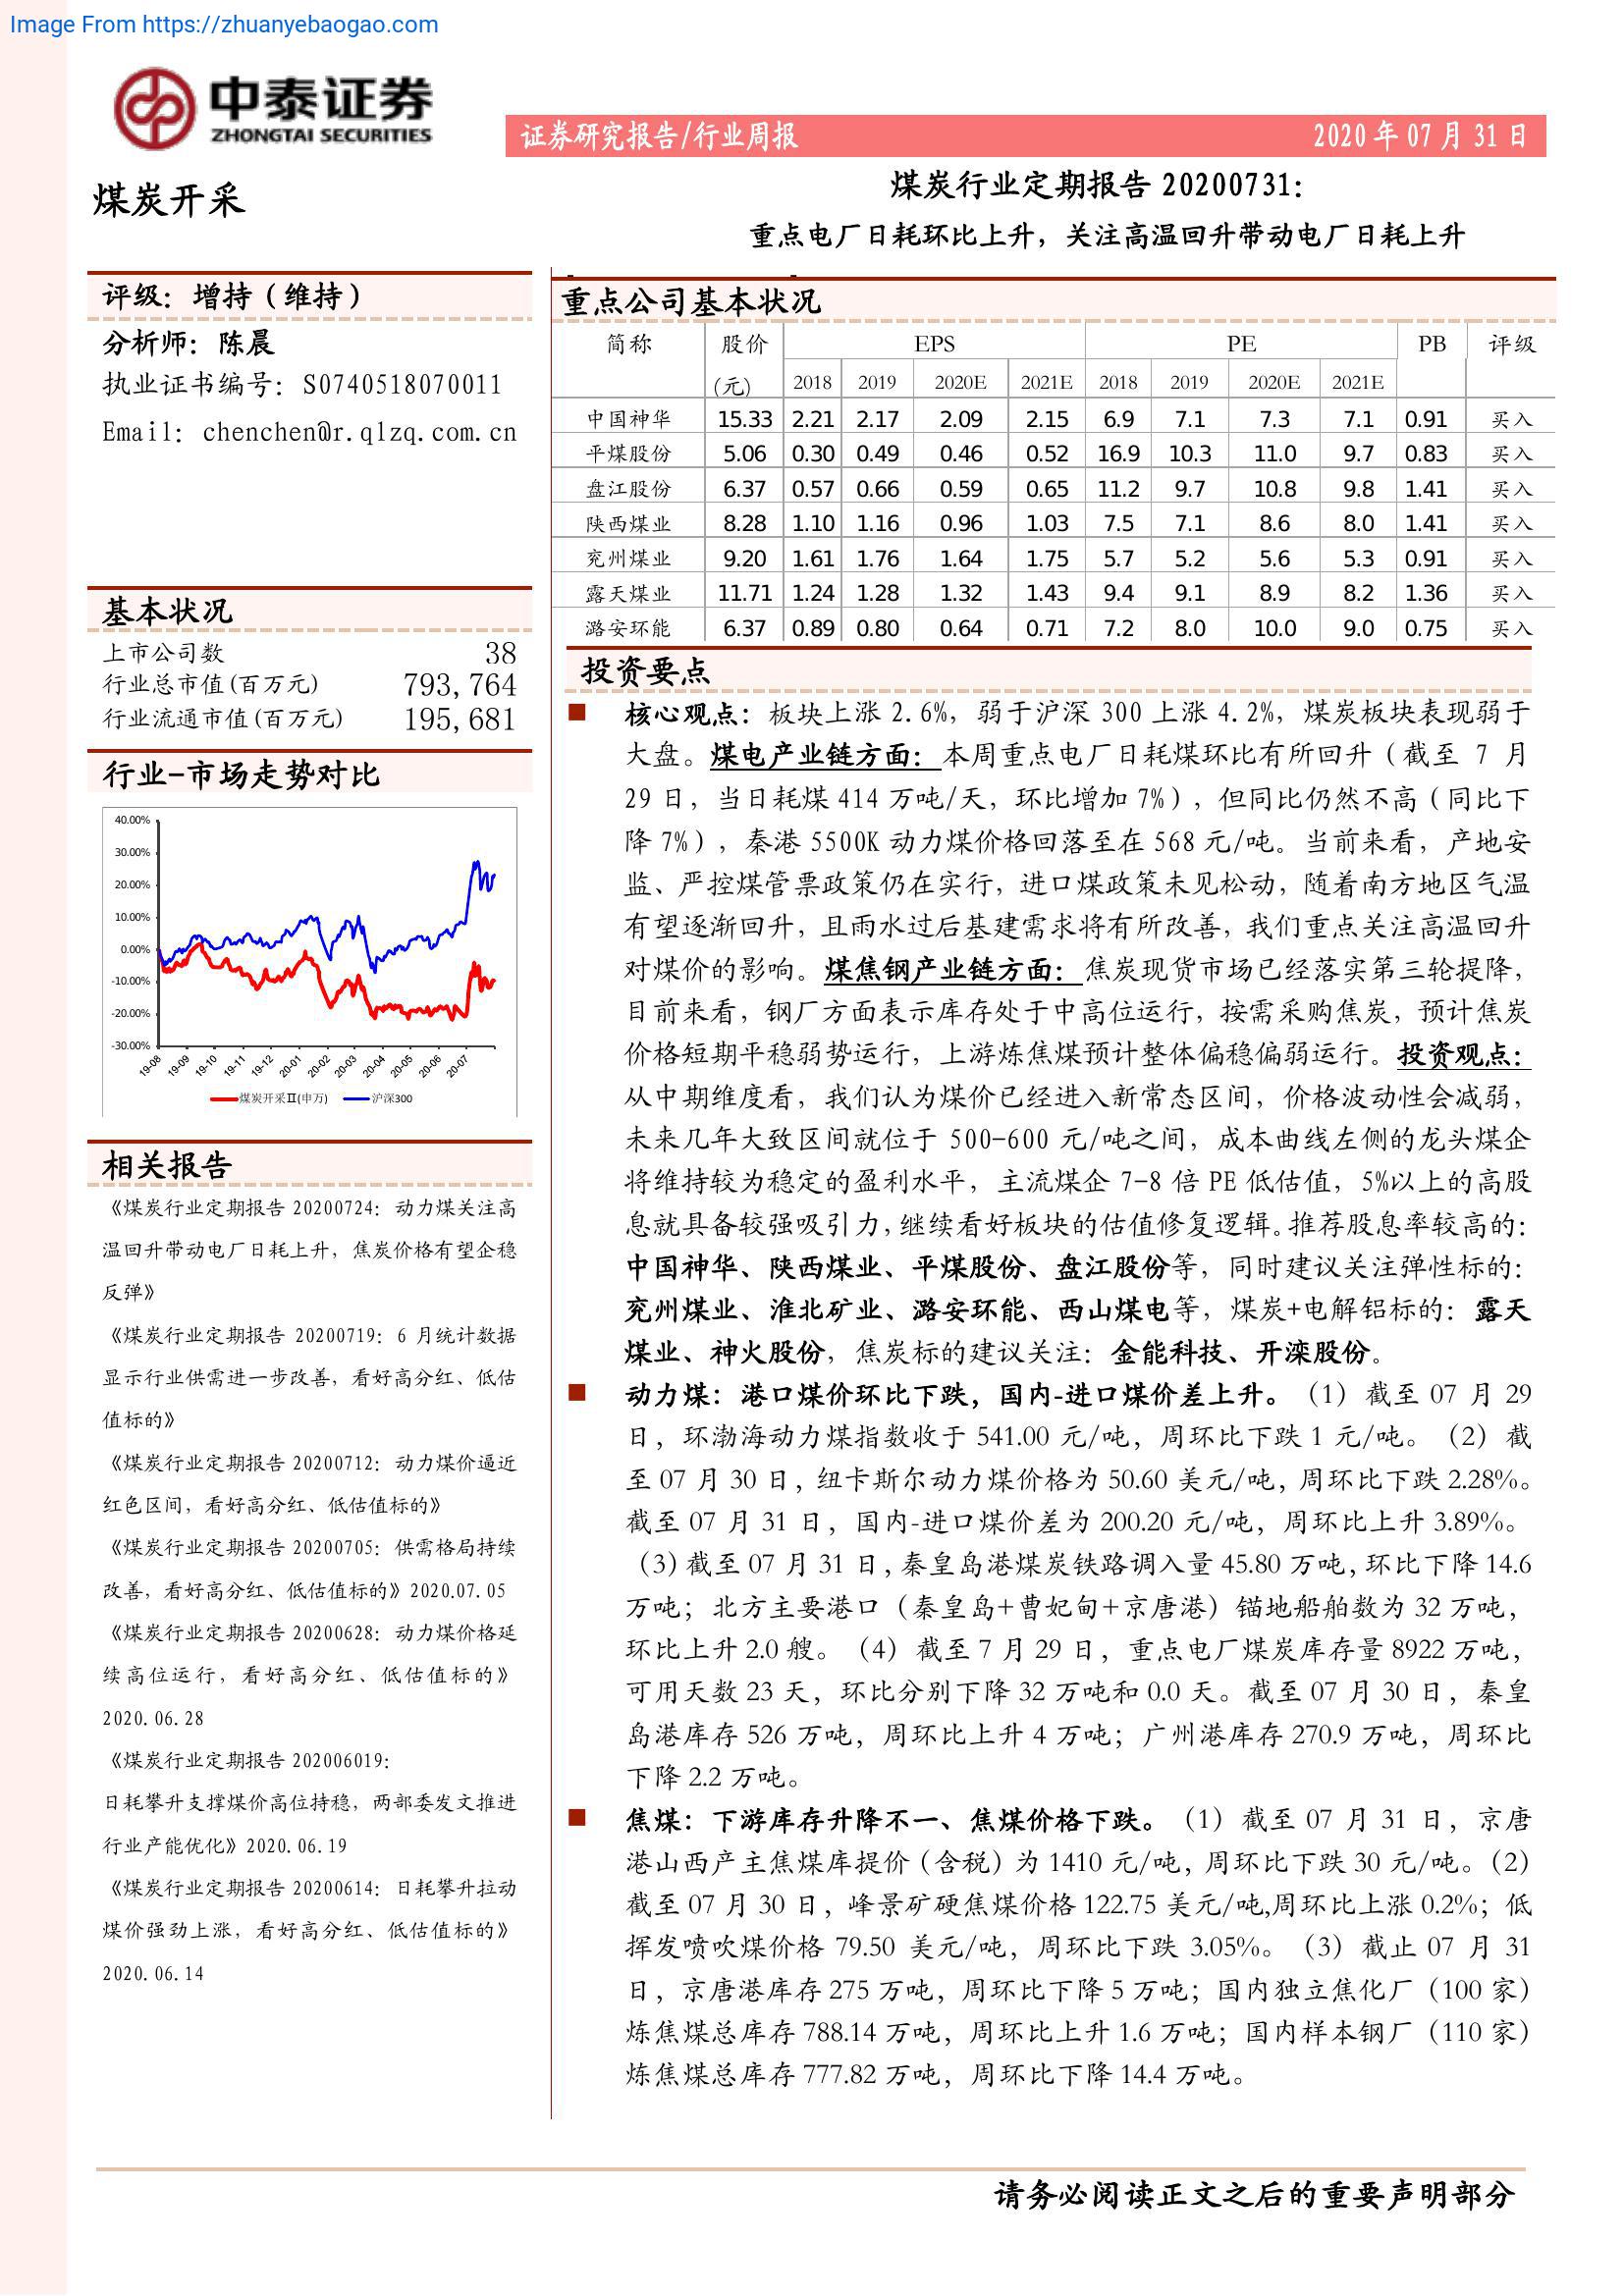 Image From https://zhuanyebaogao.com
中泰证券
ZHONGTAI SECURITIES
证券研究报告/行业周报 2020 年 07 月 31 日
煤炭开采
煤炭行业定期报告 20200731:
重点电厂日耗环比上升，关注高温回升带动电厂日耗上升
评级：增持（维持）
分析师：陈晨
执业证书编号：S0740518070011
Email：chenchen@r.qlzq.com.cn
基本状况
上市公司数 38
行业总市值(百万元) 793,764
行业流通市值(百万元) 195,681
行业-市场走势对比
40.00%
30.00%
20.00%
10.00%
0.00%
-10.00%
-20.00%
-30.00%
19-08 19-09 19-10 19-11 19-12 20-01 20-02 20-03 20-04 20-05 20-06 20-07
煤炭开采Ⅱ(申万) 沪深300
相关报告
《煤炭行业定期报告 20200724：动力煤关注高
温回升带动电厂日耗上升，焦炭价格有望企稳
反弹》
《煤炭行业定期报告 20200719：6 月统计数据
显示行业供需进一步改善，看好高分红、低估
值标的》
《煤炭行业定期报告 20200712：动力煤价逼近
红色区间，看好高分红、低估值标的》
《煤炭行业定期报告 20200705：供需格局持续
改善，看好高分红、低估值标的》2020.07.05
《煤炭行业定期报告 20200628：动力煤价格延
续高位运行，看好高分红、低估值标的》
2020.06.28
《煤炭行业定期报告 202006019：
日耗攀升支撑煤价高位持稳，两部委发文推进
行业产能优化》2020.06.19
《煤炭行业定期报告 20200614：日耗攀升拉动
煤价强劲上涨，看好高分红、低估值标的》
2020.06.14
重点公司基本状况
简称 股价 EPS PE PB 评级
(元) 2018 2019 2020E 2021E 2018 2019 2020E 2021E
中国神华 15.33 2.21 2.17 2.09 2.15 6.9 7.1 7.3 7.1 0.91 买入
平煤股份 5.06 0.30 0.49 0.46 0.52 16.9 10.3 11.0 9.7 0.83 买入
盘江股份 6.37 0.57 0.66 0.59 0.65 11.2 9.7 10.8 9.8 1.41 买入
陕西煤业 8.28 1.10 1.16 0.96 1.03 7.5 7.1 8.6 8.0 1.41 买入
兖州煤业 9.20 1.61 1.76 1.64 1.75 5.7 5.2 5.6 5.3 0.91 买入
露天煤业 11.71 1.24 1.28 1.32 1.43 9.4 9.1 8.9 8.2 1.36 买入
潞安环能 6.37 0.89 0.80 0.64 0.71 7.2 8.0 10.0 9.0 0.75 买入
投资要点
■ 核心观点：板块上涨 2.6%，弱于沪深 300 上涨 4.2%，煤炭板块表现弱于
大盘。煤电产业链方面：本周重点电厂日耗煤环比有所回升（截至 7 月
29 日，当日耗煤 414 万吨/天，环比增加 7%），但同比仍然不高（同比下
降 7%），秦港 5500K 动力煤价格回落至在 568 元/吨。当前来看，产地安
监、严控煤管票政策仍在实行，进口煤政策未见松动，随着南方地区气温
有望逐渐回升，且雨水过后基建需求将有所改善，我们重点关注高温回升
对煤价的影响。煤焦钢产业链方面：焦炭现货市场已经落实第三轮提降，
目前来看，钢厂方面表示库存处于中高位运行，按需采购焦炭，预计焦炭
价格短期平稳弱势运行，上游炼焦煤预计整体偏稳偏弱运行。投资观点：
从中期维度看，我们认为煤价已经进入新常态区间，价格波动性会减弱，
未来几年大致区间就位于 500-600 元/吨之间，成本曲线左侧的龙头煤企
将维持较为稳定的盈利水平，主流煤企 7-8 倍 PE 低估值，5%以上的高股
息就具备较强吸引力，继续看好板块的估值修复逻辑。推荐股息率较高的：
中国神华、陕西煤业、平煤股份、盘江股份等，同时建议关注弹性标的：
兖州煤业、淮北矿业、潞安环能、西山煤电等，煤炭+电解铝标的：露天
煤业、神火股份，焦炭标的建议关注：金能科技、开滦股份。
■ 动力煤：港口煤价环比下跌，国内-进口煤价差上升。（1）截至 07 月 29
日，环渤海动力煤指数收于 541.00 元/吨，周环比下跌 1 元/吨。（2）截
至 07 月 30 日，纽卡斯尔动力煤价格为 50.60 美元/吨，周环比下跌 2.28%。
截至 07 月 31 日，国内-进口煤价差为 200.20 元/吨，周环比上升 3.89%。
（3）截至 07 月 31 日，秦皇岛港煤炭铁路调入量 45.80 万吨，环比下降 14.6
万吨；北方主要港口（秦皇岛+曹妃甸+京唐港）锚地船舶数为 32 万吨，
环比上升 2.0 艘。（4）截至 7 月 29 日，重点电厂煤炭库存量 8922 万吨，
可用天数 23 天，环比分别下降 32 万吨和 0.0 天。截至 07 月 30 日，秦皇
岛港库存 526 万吨，周环比上升 4 万吨；广州港库存 270.9 万吨，周环比
下降 2.2 万吨。
■ 焦煤：下游库存升降不一、焦煤价格下跌。（1）截至 07 月 31 日，京唐
港山西产主焦煤库提价（含税）为 1410 元/吨，周环比下跌 30 元/吨。（2）
截至 07 月 30 日，峰景矿硬焦煤价格 122.75 美元/吨,周环比上涨 0.2%；低
挥发喷吹煤价格 79.50 美元/吨，周环比下跌 3.05%。（3）截止 07 月 31
日，京唐港库存 275 万吨，周环比下降 5 万吨；国内独立焦化厂（100 家）
炼焦煤总库存 788.14 万吨，周环比上升 1.6 万吨；国内样本钢厂（110 家）
炼焦煤总库存 777.82 万吨，周环比下降 14.4 万吨。
请务必阅读正文之后的重要声明部分